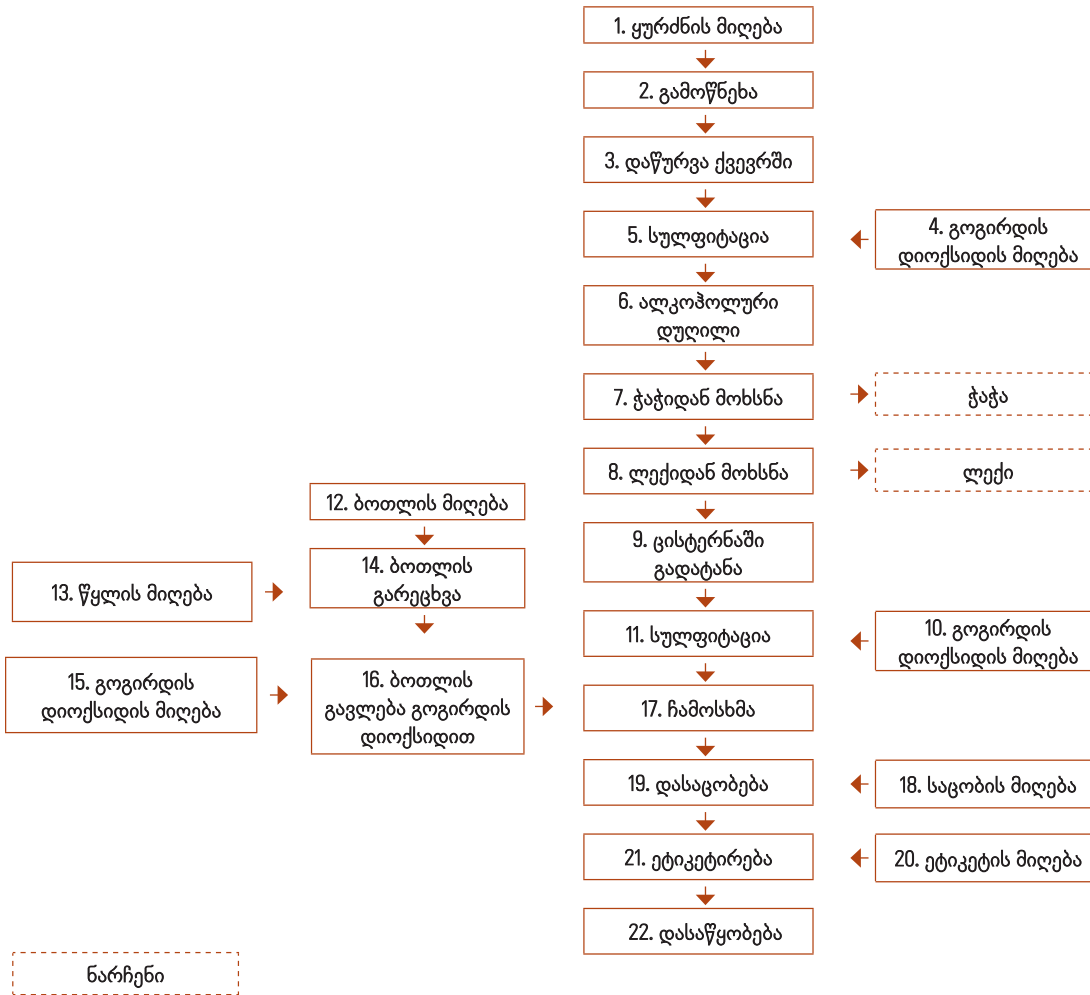 1. ყურძნის მიღება
2. გამოწნეხა
3. დაწურვა ქვევრში
4. გოგირდის
დიოქსიდის მიღება
5. სულფიტაცია
6. ალკოჰოლური
დუღილი
7. ჭაჭიდან მოხსნა
ჭაჭა
8. ლექიდან მოხსნა
ლექი
9. ცისტერნაში
გადატანა
10. გოგირდის
დიოქსიდის მიღება
11. სულფიტაცია
12. ბოთლის მიღება
13. წყლის მიღება
14. ბოთლის
გარეცხვა
15. გოგირდის
დიოქსიდის მიღება
16. ბოთლის
გავლება გოგირდის
დიოქსიდით
17. ჩამოსხმა
18. საცობის მიღება
19. დასაცობება
20. ეტიკეტის მიღება
21. ეტიკეტირება
22. დასაწყობება
ნარჩენი